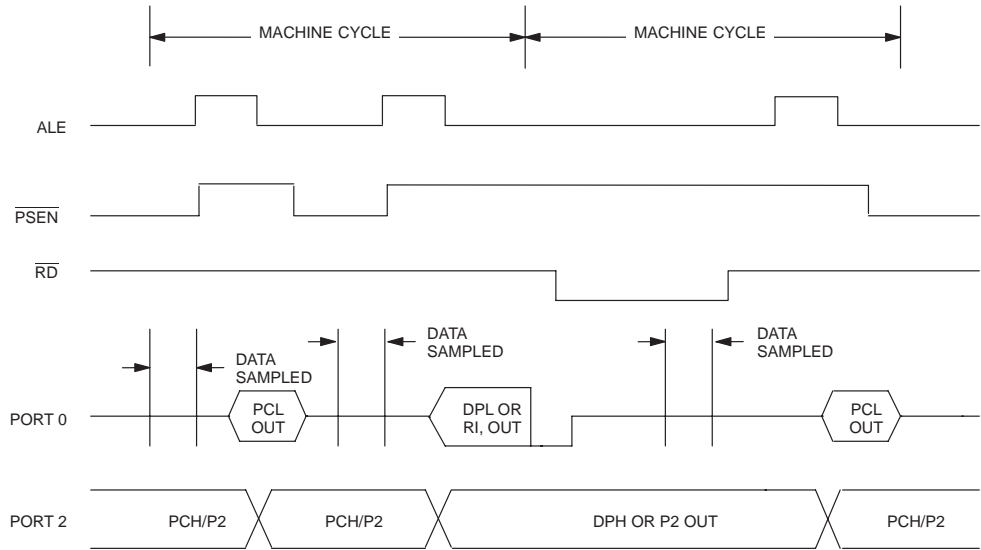 MACHINE CYCLE
MACHINE CYCLE
ALE
PSEN
RD
DATA
SAMPLED
DATA
SAMPLED
DATA
SAMPLED
PORT 0
PCL
OUT
DPL OR
RI, OUT
PCL
OUT
PORT 2
PCH/P2
PCH/P2
DPH OR P2 OUT
PCH/P2